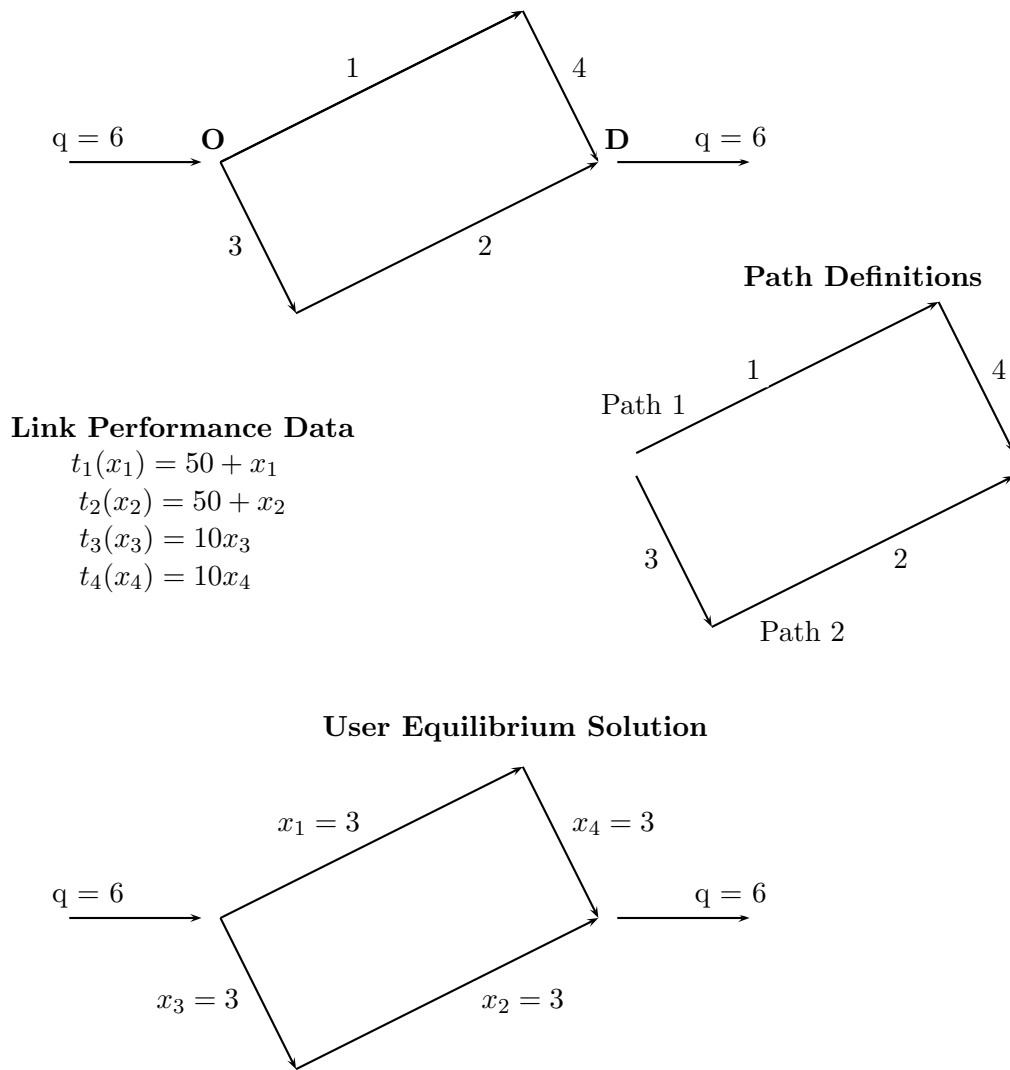 1
4
q = 6
O
D
q = 6
3
2
Path Definitions
1
4
Path 1
Link Performance Data
t₁(x₁) = 50 + x₁
t₂(x₂) = 50 + x₂
t₃(x₃) = 10x₃
t₄(x₄) = 10x₄
3
2
Path 2
User Equilibrium Solution
x₁ = 3
x₄ = 3
q = 6
q = 6
x₃ = 3
x₂ = 3